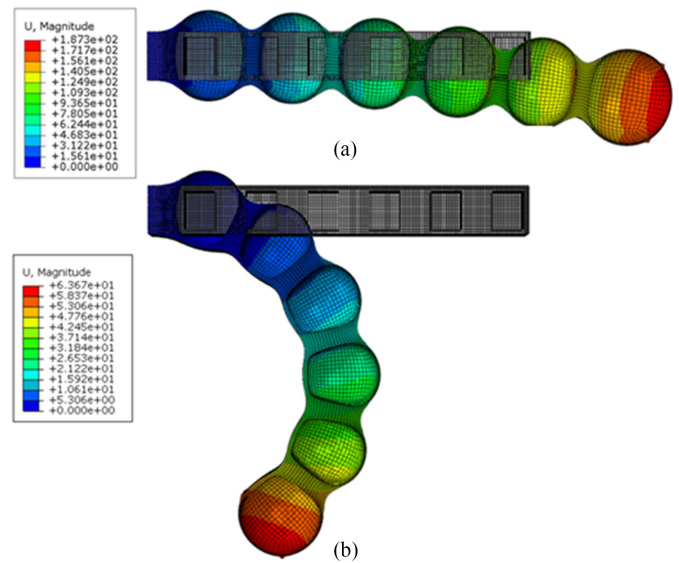 U, Magnitude
+1.873e+02
+1.717e+02
+1.561e+02
+1.405e+02
+1.249e+02
+1.093e+02
+9.365e+01
+7.805e+01
+6.244e+01
+4.683e+01
+3.122e+01
+1.561e+01
+0.000e+00
(a)
U, Magnitude
+6.367e+01
+5.837e+01
+5.306e+01
+4.776e+01
+4.245e+01
+3.714e+01
+3.184e+01
+2.653e+01
+2.122e+01
+1.592e+01
+1.061e+01
+5.306e+00
+0.000e+00
(b)